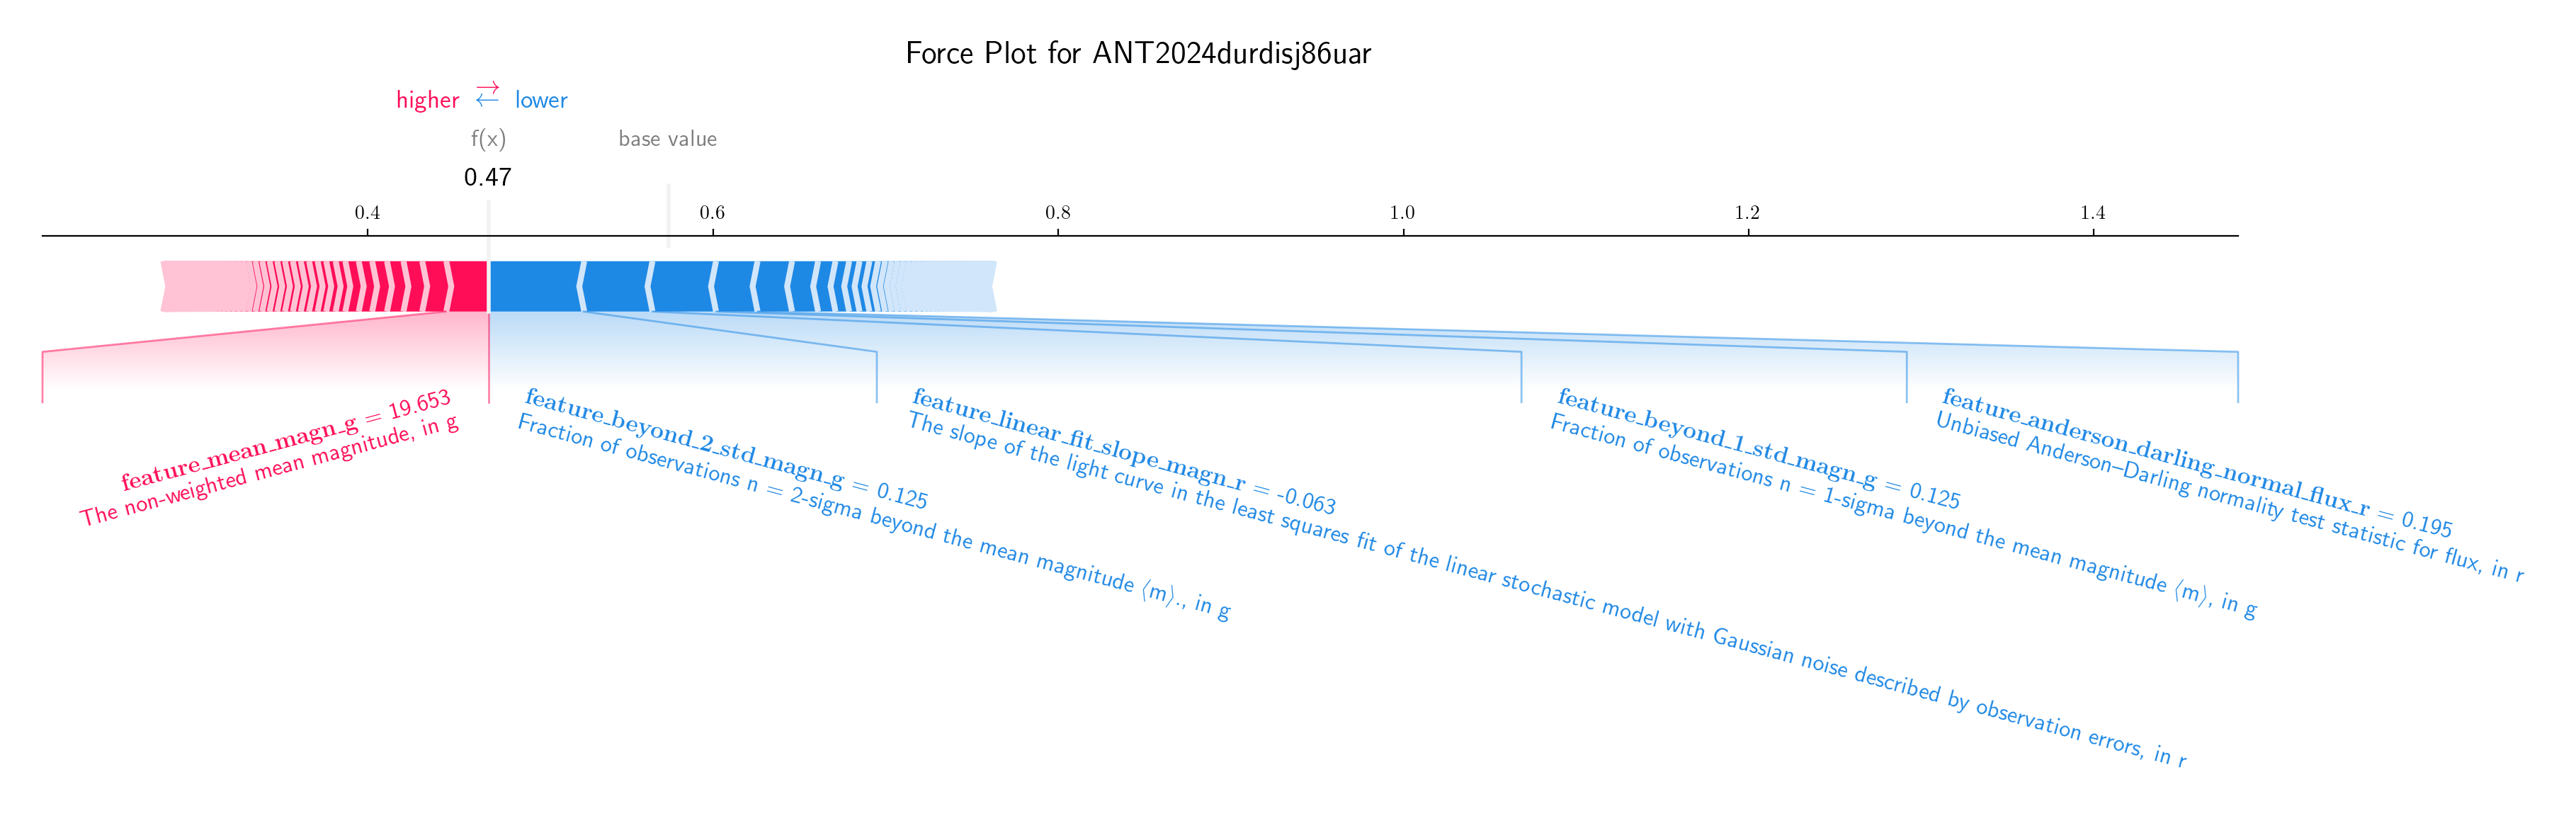 Force Plot for ANT2024durdisj86uar
higher → ← lower
f(x) base value
0.47
0.4 0.6 0.8 1.0 1.2 1.4
feature_mean_magn_g = 19.653
The non-weighted mean magnitude, in g
feature_beyond_2_std_magn_g = 0.125
Fraction of observations n = 2-sigma beyond the mean magnitude ⟨m⟩., in g
feature_linear_fit_slope_magn_r = -0.063
The slope of the light curve in the least squares fit of the linear stochastic model with Gaussian noise described by observation errors, in r
feature_beyond_1_std_magn_g = 0.125
Fraction of observations n = 1-sigma beyond the mean magnitude ⟨m⟩, in g
feature_anderson_darling_normal_flux_r = 0.195
Unbiased Anderson–Darling normality test statistic for flux, in r